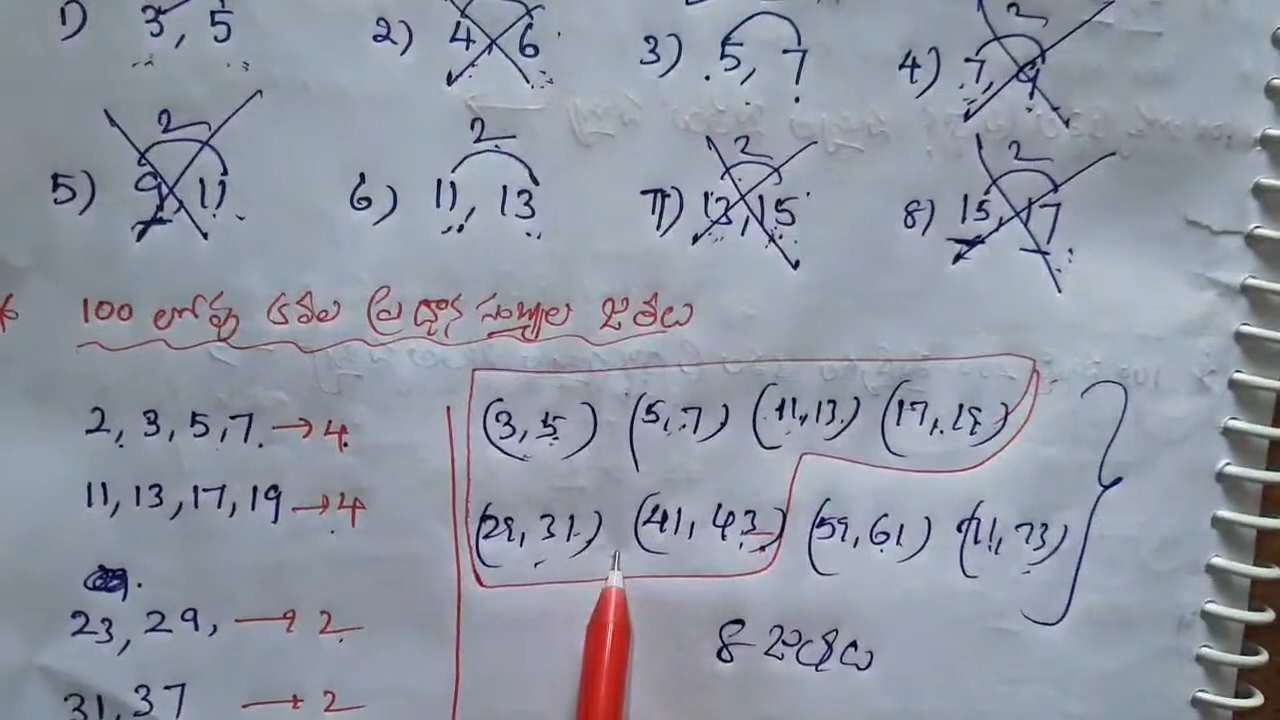 1) 3, 5 2) 4, 6 3) 5, 7 4) 7, 9 2
5) 9, 11 2 6) 11, 13 2 7) 13, 15 2 8) 15, 17 2
100 లోపు కవల ప్రధాన సంఖ్యల జతలు
2, 3, 5, 7 → 4
11, 13, 17, 19 → 4
23, 29, → 2
31, 37 → 2
(3, 5) (5, 7) (11, 13) (17, 19)
(29, 31) (41, 43) (59, 61) (71, 73)
8 జతలు